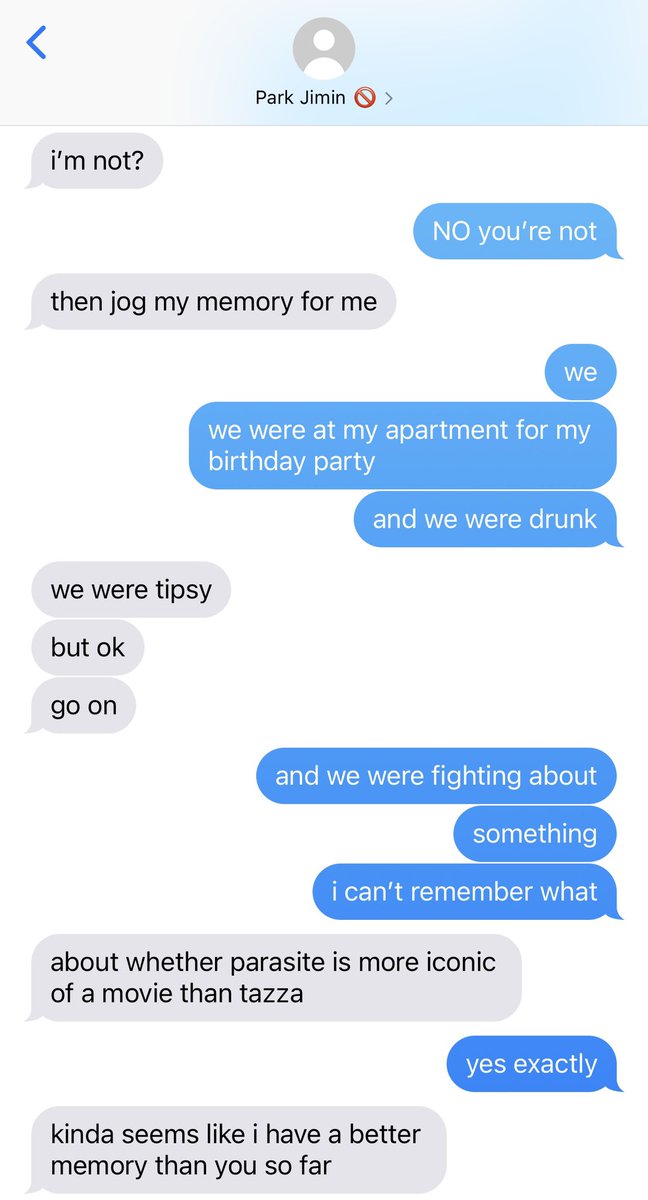 Park Jimin 🚫
i’m not?
NO you’re not
then jog my memory for me
we
we were at my apartment for my
birthday party
and we were drunk
we were tipsy
but ok
go on
and we were fighting about
something
i can’t remember what
about whether parasite is more iconic
of a movie than tazza
yes exactly
kinda seems like i have a better
memory than you so far